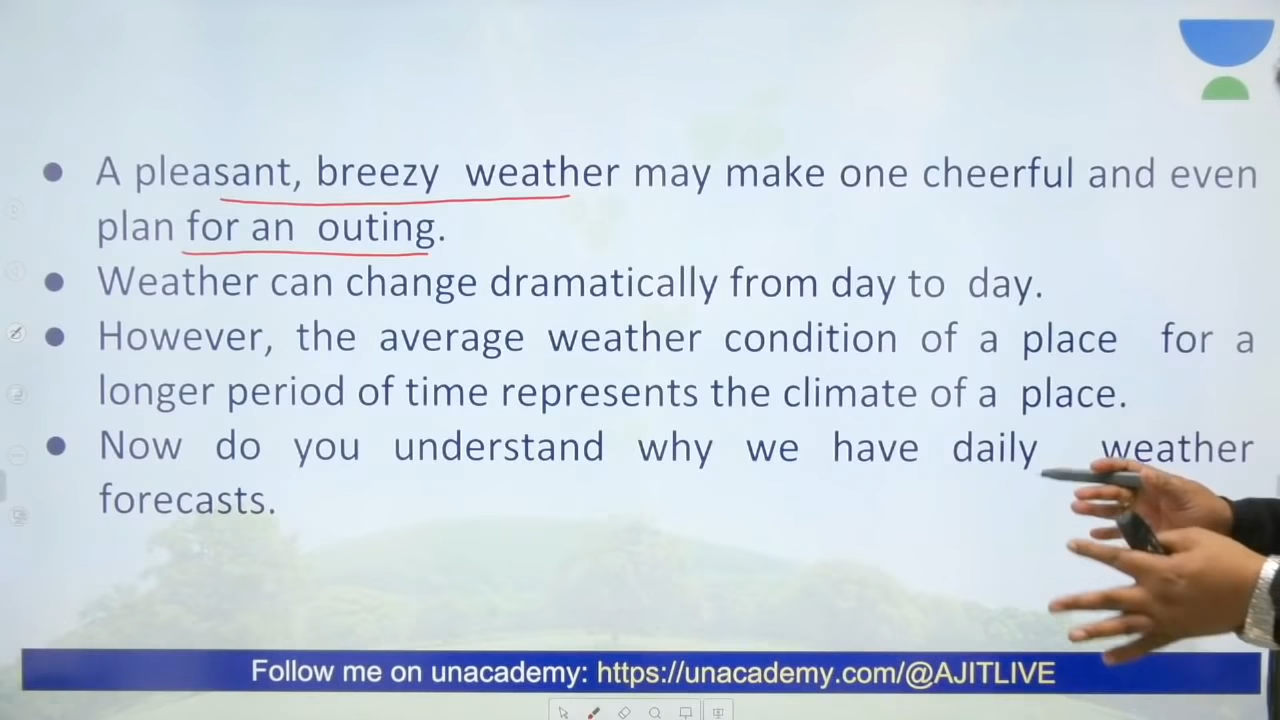 ● A pleasant, breezy weather may make one cheerful and even
plan for an outing.
● Weather can change dramatically from day to day.
● However, the average weather condition of a place for a
longer period of time represents the climate of a place.
● Now do you understand why we have daily weather
forecasts.
Follow me on unacademy: https://unacademy.com/@AJITLIVE